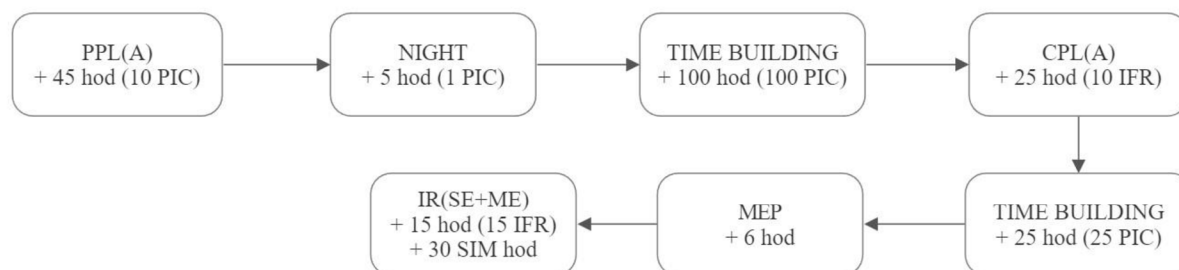 PPL(A)
+ 45 hod (10 PIC)
NIGHT
+ 5 hod (1 PIC)
TIME BUILDING
+ 100 hod (100 PIC)
CPL(A)
+ 25 hod (10 IFR)
TIME BUILDING
+ 25 hod (25 PIC)
MEP
+ 6 hod
IR(SE+ME)
+ 15 hod (15 IFR)
+ 30 SIM hod